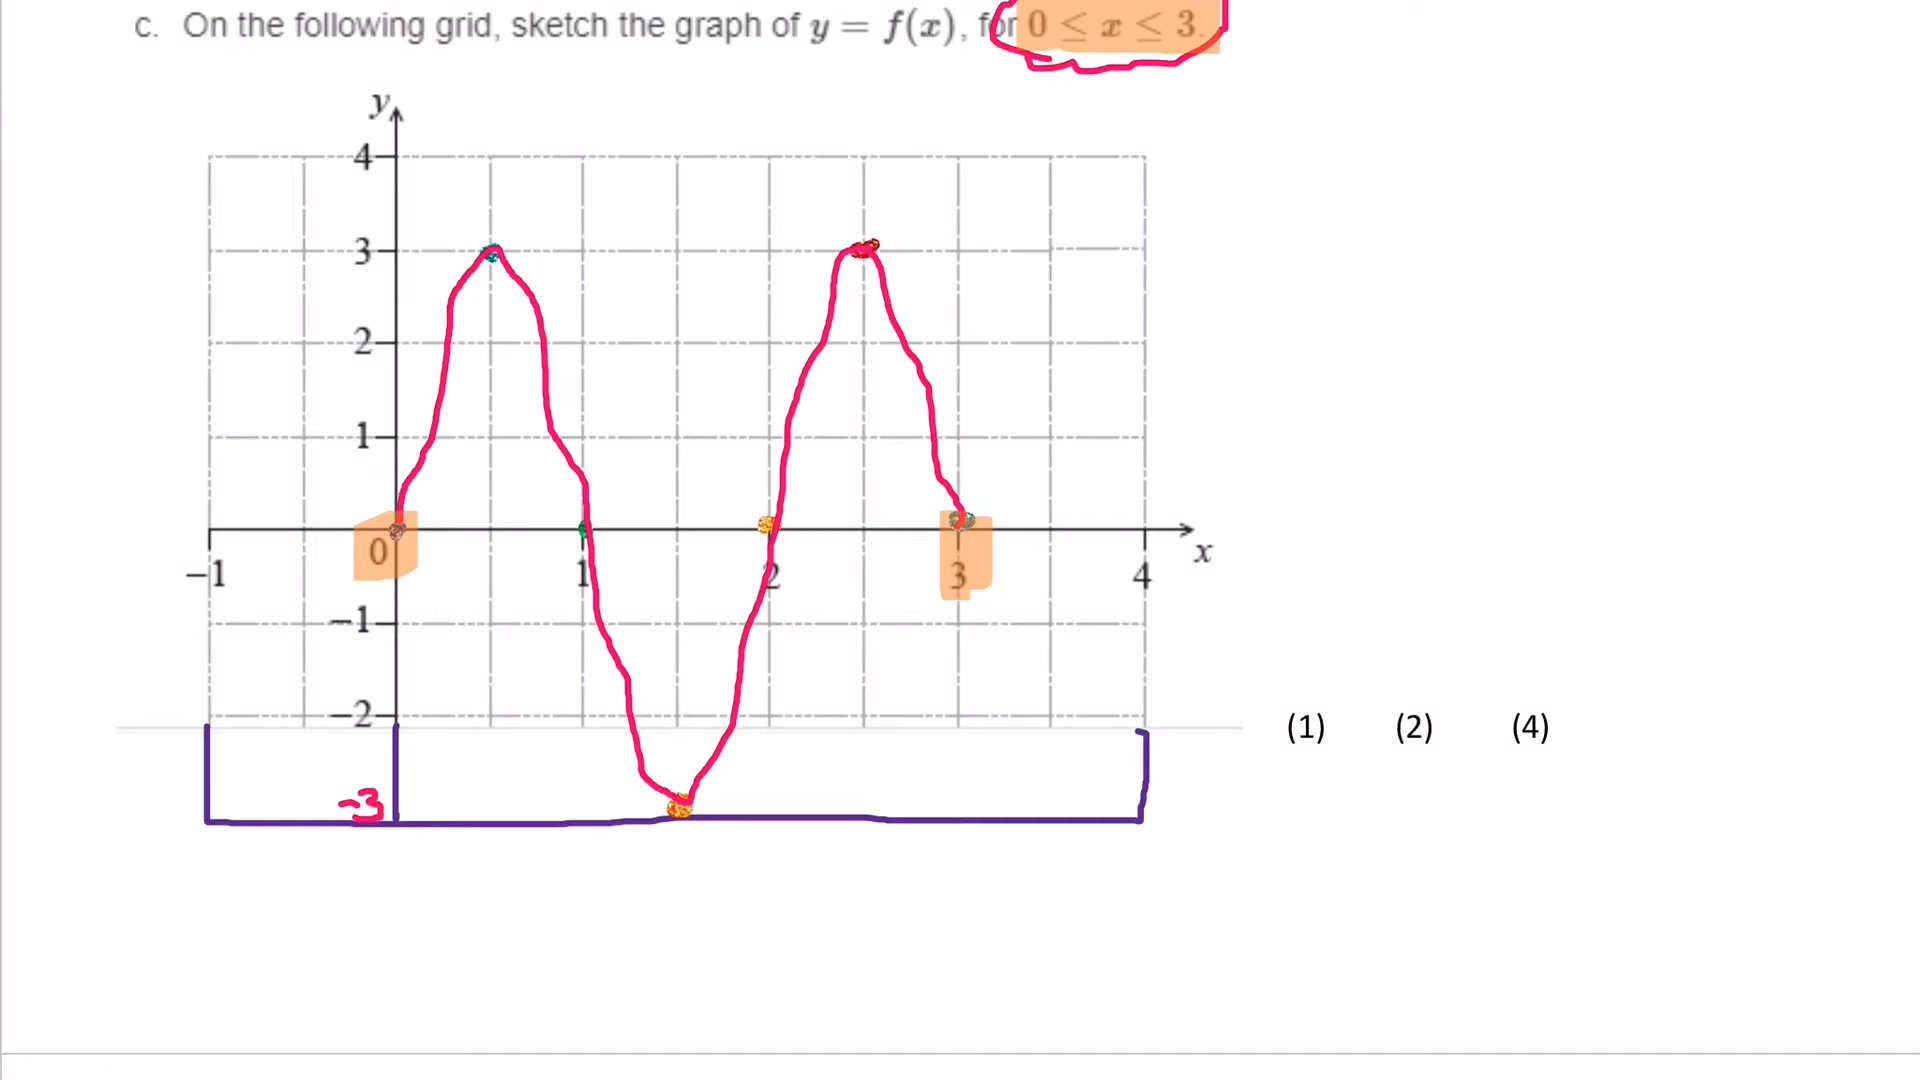 c. On the following grid, sketch the graph of y = f(x), for 0 ≤ x ≤ 3.
y
4
3
2
1
0
−1 1 2 3 4 x
−1
−2
(1) (2) (4)
-3